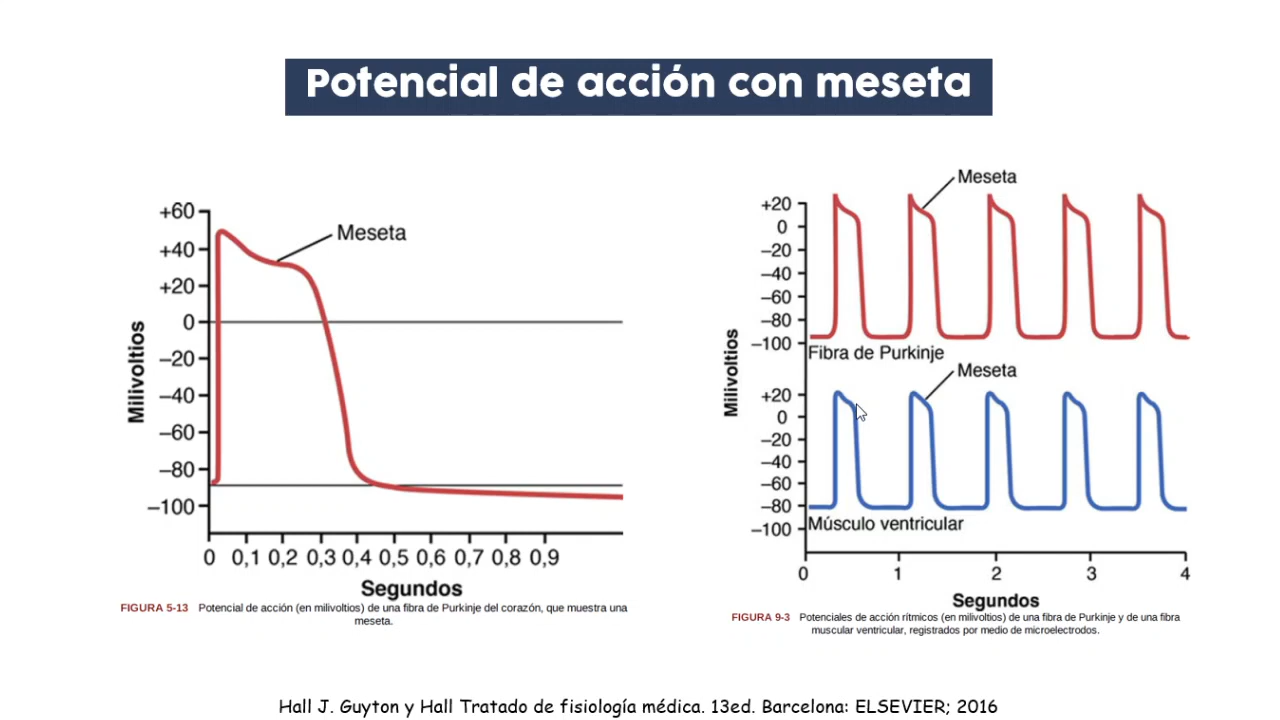 Potencial de acción con meseta
+60
+40
+20
0
–20
–40
–60
–80
–100
Milivoltios
Meseta
0 0,1 0,2 0,3 0,4 0,5 0,6 0,7 0,8 0,9
Segundos
FIGURA 5-13 Potencial de acción (en milivoltios) de una fibra de Purkinje del corazón, que muestra una
meseta.
Meseta
+20
0
–20
–40
–60
–80
–100
Fibra de Purkinje
Milivoltios
Meseta
+20
0
–20
–40
–60
–80
–100
Músculo ventricular
0 1 2 3 4
Segundos
FIGURA 9-3 Potenciales de acción rítmicos (en milivoltios) de una fibra de Purkinje y de una fibra
muscular ventricular, registrados por medio de microelectrodos.
Hall J. Guyton y Hall Tratado de fisiología médica. 13ed. Barcelona: ELSEVIER; 2016